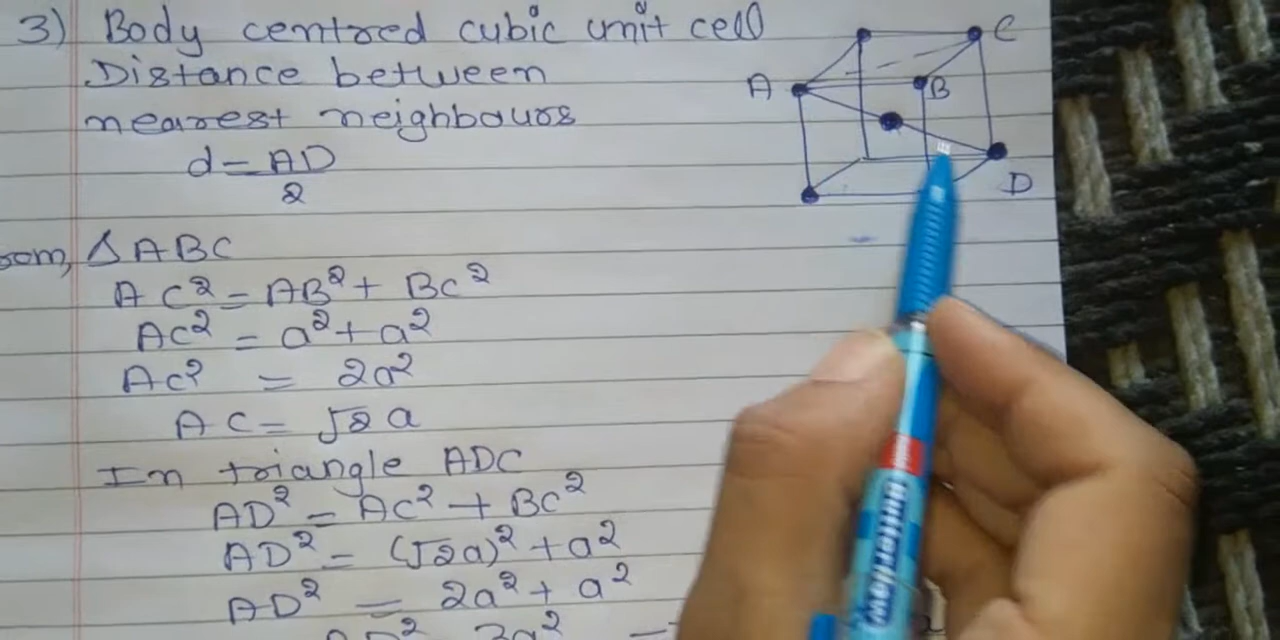 3) Body centred cubic unit cell
Distance between
nearest neighbours
d = AD
2
A
B
C
D
ΔABC
AC² = AB² + BC²
AC² = a² + a²
AC² = 2a²
AC = √2 a
In triangle ADC
AD² = AC² + BC²
AD² = (√2a)² + a²
AD² = 2a² + a²
3a²